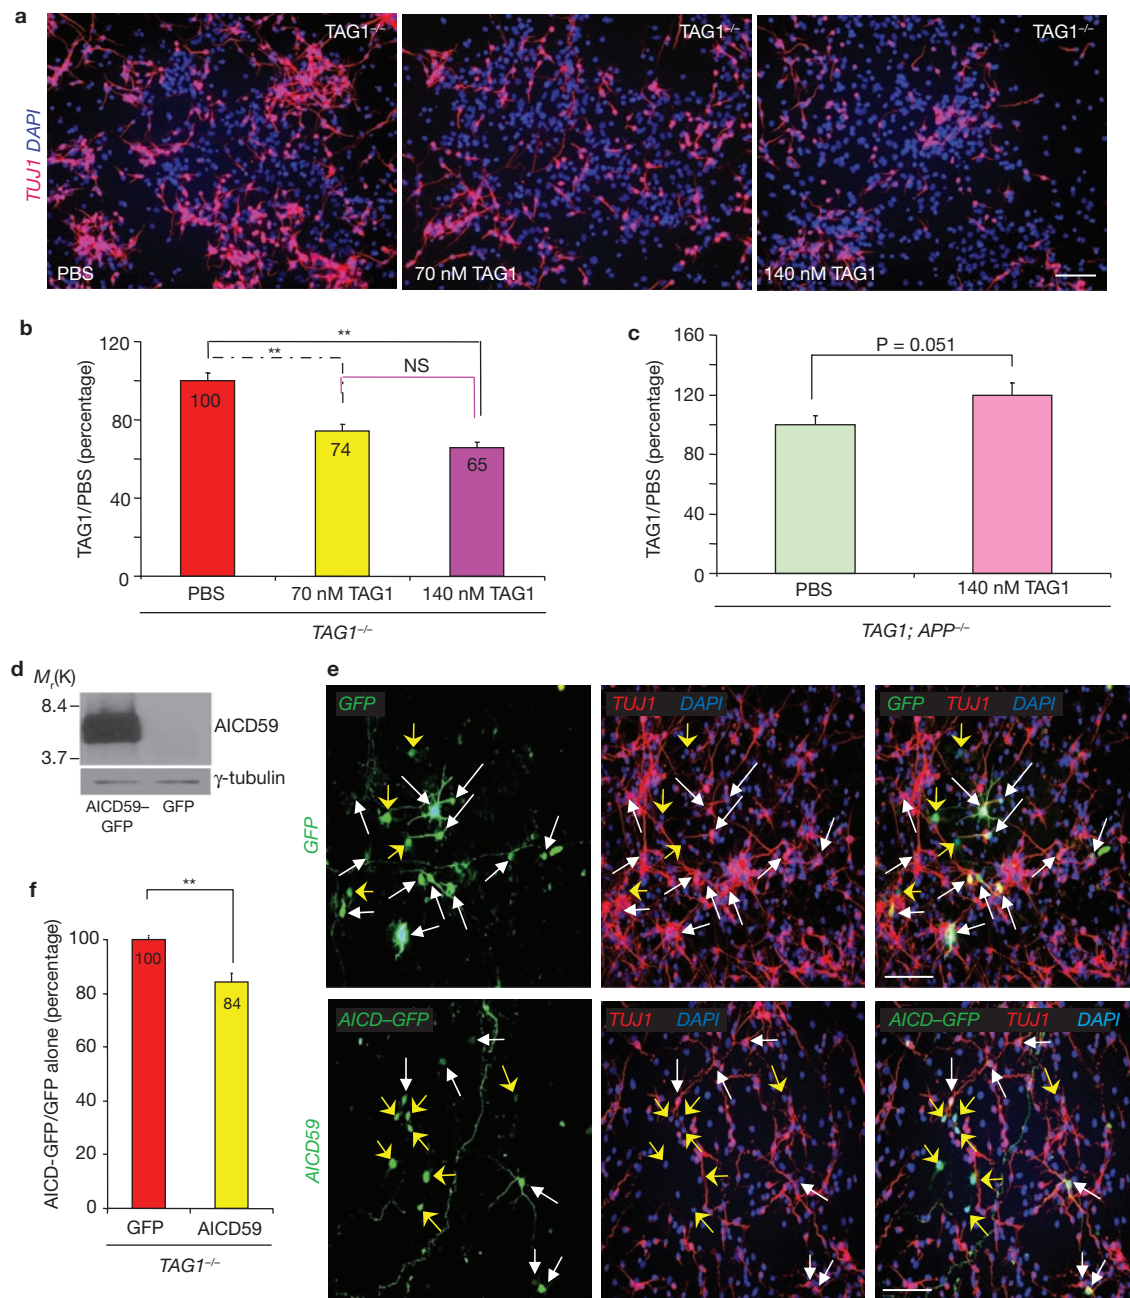 a
TUJ1 DAPI
TAG1–/–
PBS
TAG1–/–
70 nM TAG1
TAG1–/–
140 nM TAG1
b
TAG1/PBS (percentage)
120
80
40
0
**
**
NS
100
74
65
PBS
70 nM TAG1
140 nM TAG1
TAG1–/–
c
TAG1/PBS (percentage)
160
120
80
40
0
P = 0.051
PBS
140 nM TAG1
TAG1; APP–/–
d
Mr(K)
8.4
3.7
AICD59
γ-tubulin
AICD59–
GFP
GFP
e
GFP
GFP
TUJ1 DAPI
GFP TUJ1 DAPI
AICD59
AICD–GFP
TUJ1 DAPI
AICD–GFP TUJ1 DAPI
f
AICD-GFP/GFP alone (percentage)
100
80
60
40
20
0
**
100
84
GFP
AICD59
TAG1–/–